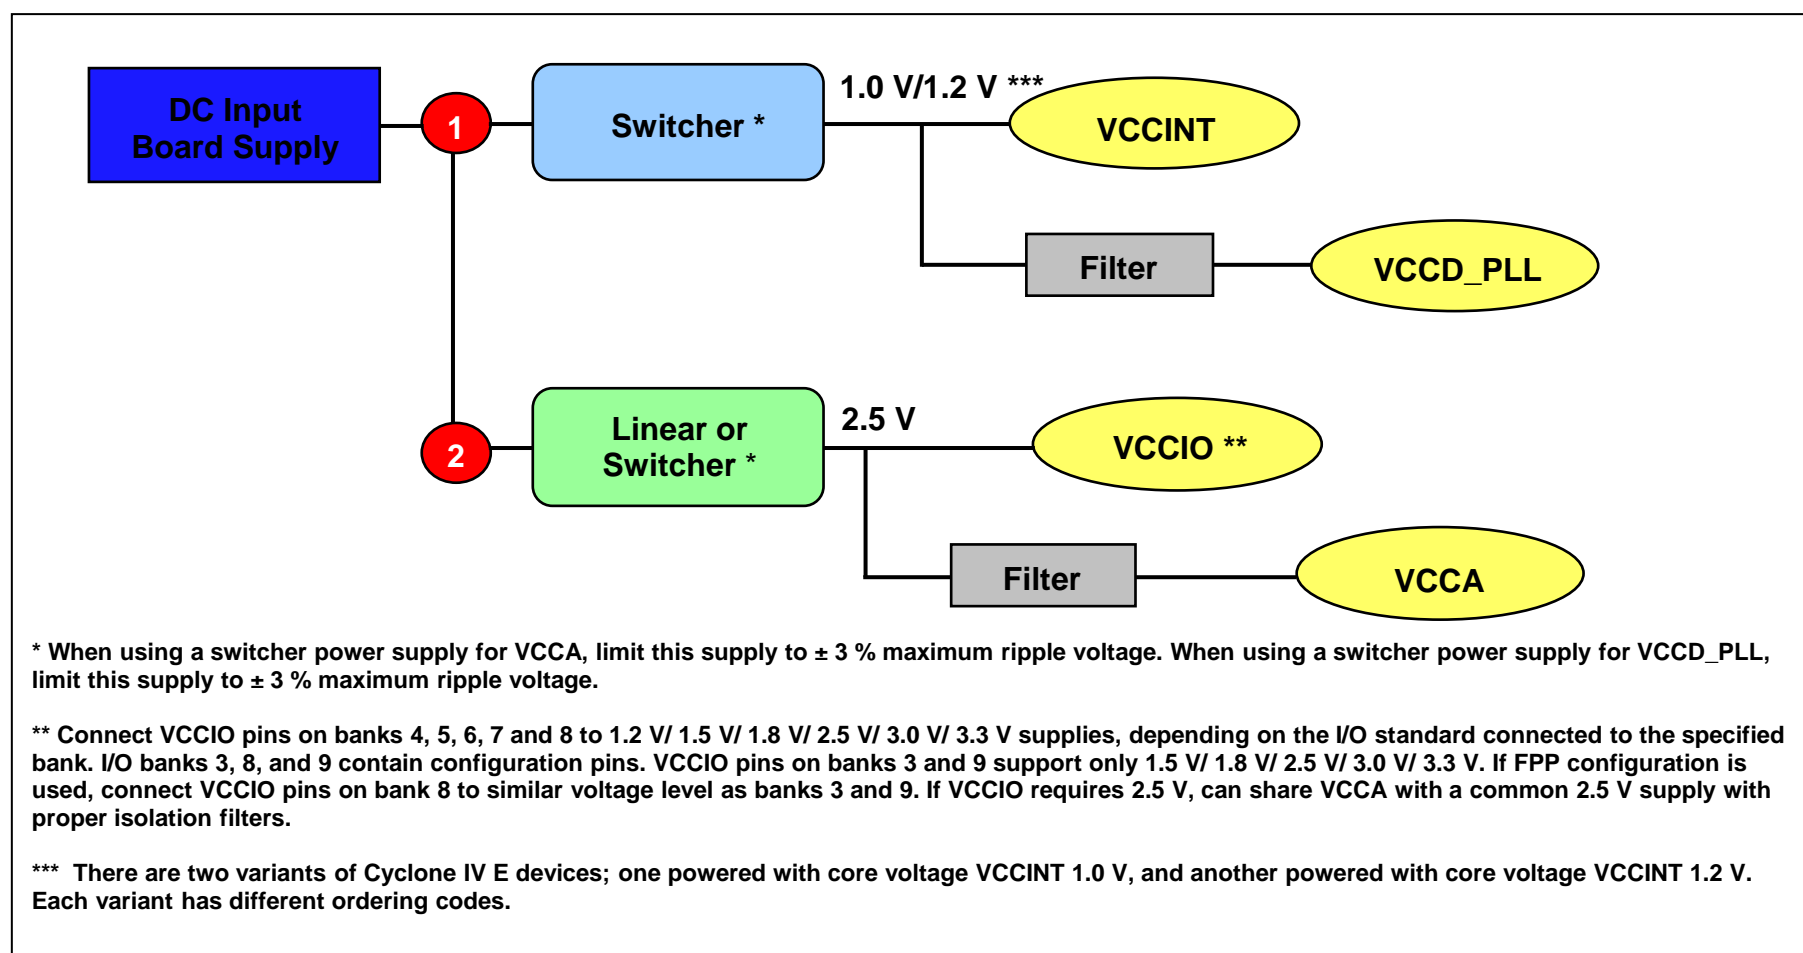 DC Input
Board Supply
1
Switcher *
1.0 V/1.2 V ***
VCCINT
Filter
VCCD_PLL
2
Linear or
Switcher *
2.5 V
VCCIO **
Filter
VCCA
* When using a switcher power supply for VCCA, limit this supply to ± 3 % maximum ripple voltage. When using a switcher power supply for VCCD_PLL,
limit this supply to ± 3 % maximum ripple voltage.
** Connect VCCIO pins on banks 4, 5, 6, 7 and 8 to 1.2 V/ 1.5 V/ 1.8 V/ 2.5 V/ 3.0 V/ 3.3 V supplies, depending on the I/O standard connected to the specified
bank. I/O banks 3, 8, and 9 contain configuration pins. VCCIO pins on banks 3 and 9 support only 1.5 V/ 1.8 V/ 2.5 V/ 3.0 V/ 3.3 V. If FPP configuration is
used, connect VCCIO pins on bank 8 to similar voltage level as banks 3 and 9. If VCCIO requires 2.5 V, can share VCCA with a common 2.5 V supply with
proper isolation filters.
*** There are two variants of Cyclone IV E devices; one powered with core voltage VCCINT 1.0 V, and another powered with core voltage VCCINT 1.2 V.
Each variant has different ordering codes.